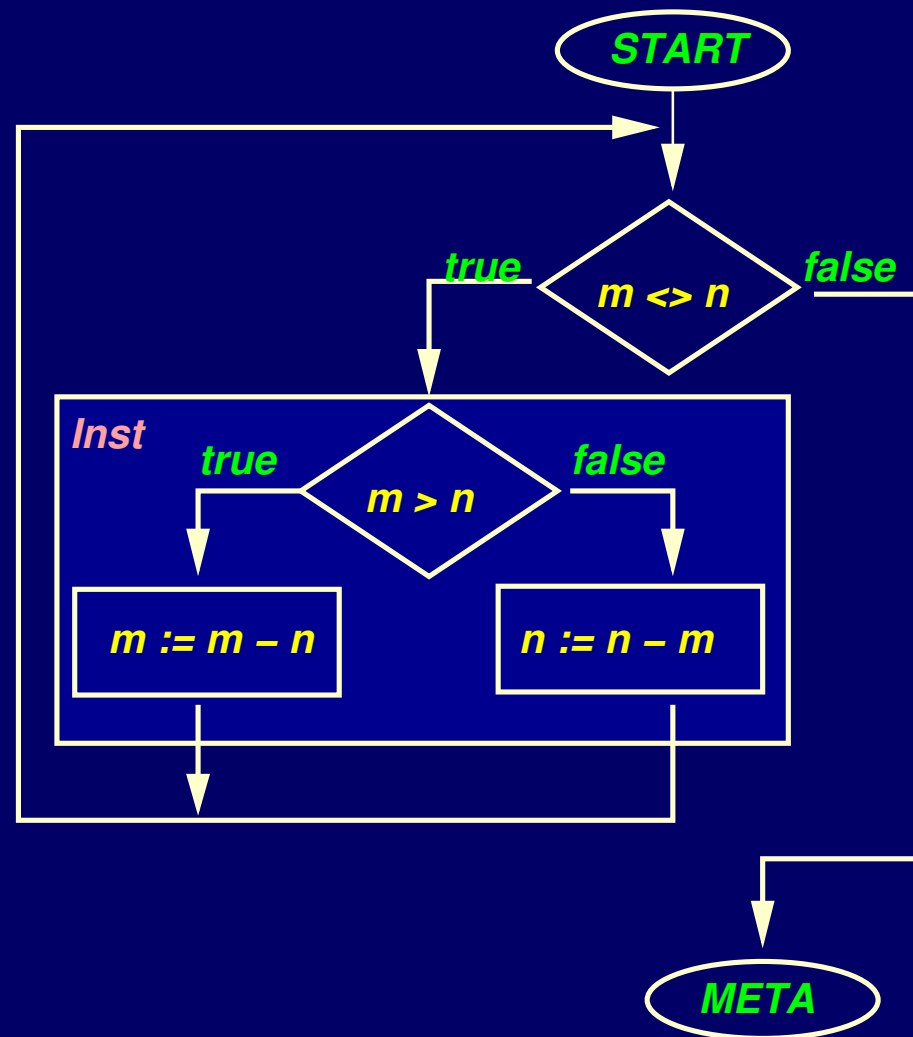 START
true
false
m <> n
Inst
true
false
m > n
m := m – n
n := n – m
META